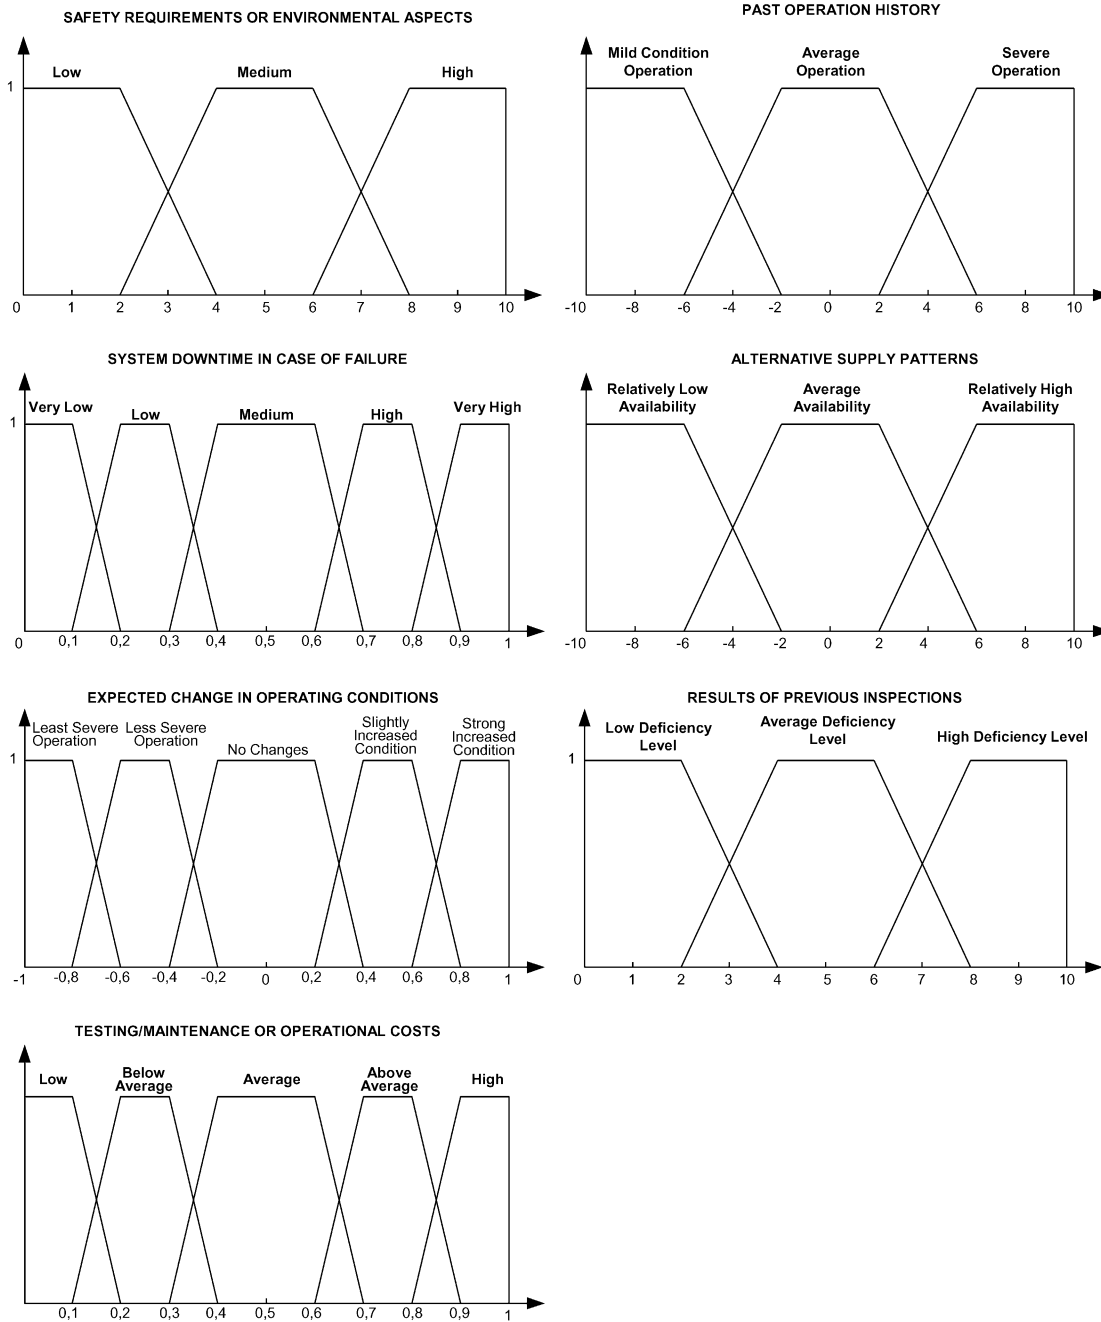 SAFETY REQUIREMENTS OR ENVIRONMENTAL ASPECTS
Low Medium High
1
0 1 2 3 4 5 6 7 8 9 10
PAST OPERATION HISTORY
Mild Condition Average Severe
Operation Operation Operation
-10 -8 -6 -4 -2 0 2 4 6 8 10
SYSTEM DOWNTIME IN CASE OF FAILURE
Very Low Low Medium High Very High
1
0 0,1 0,2 0,3 0,4 0,5 0,6 0,7 0,8 0,9 1
ALTERNATIVE SUPPLY PATTERNS
Relatively Low Average Relatively High
Availability Availability Availability
-10 -8 -6 -4 -2 0 2 4 6 8 10
EXPECTED CHANGE IN OPERATING CONDITIONS
Least Severe Less Severe Slightly Strong
Operation Operation No Changes Increased Increased
Condition Condition
1
-1 -0,8 -0,6 -0,4 -0,2 0 0,2 0,4 0,6 0,8 1
RESULTS OF PREVIOUS INSPECTIONS
Low Deficiency Average Deficiency High Deficiency Level
Level Level
1
0 1 2 3 4 5 6 7 8 9 10
TESTING/MAINTENANCE OR OPERATIONAL COSTS
Low Below Average Above High
Average Average
0,1 0,2 0,3 0,4 0,5 0,6 0,7 0,8 0,9 1